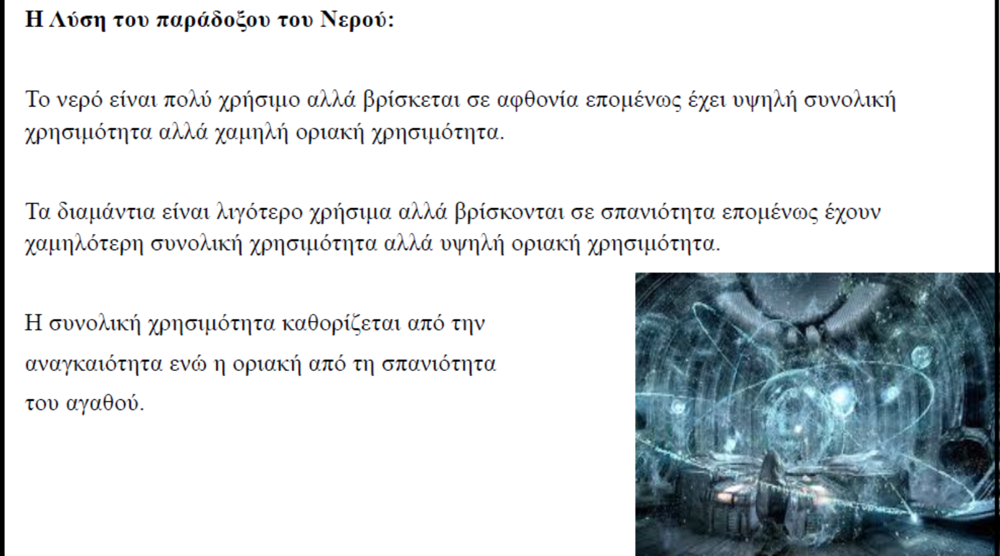 Η Λύση του παράδοξου του Νερού:
Το νερό είναι πολύ χρήσιμο αλλά βρίσκεται σε αφθονία επομένως έχει υψηλή συνολική
χρησιμότητα αλλά χαμηλή οριακή χρησιμότητα.
Τα διαμάντια είναι λιγότερο χρήσιμα αλλά βρίσκονται σε σπανιότητα επομένως έχουν
χαμηλότερη συνολική χρησιμότητα αλλά υψηλή οριακή χρησιμότητα.
Η συνολική χρησιμότητα καθορίζεται από την
αναγκαιότητα ενώ η οριακή από τη σπανιότητα
του αγαθού.